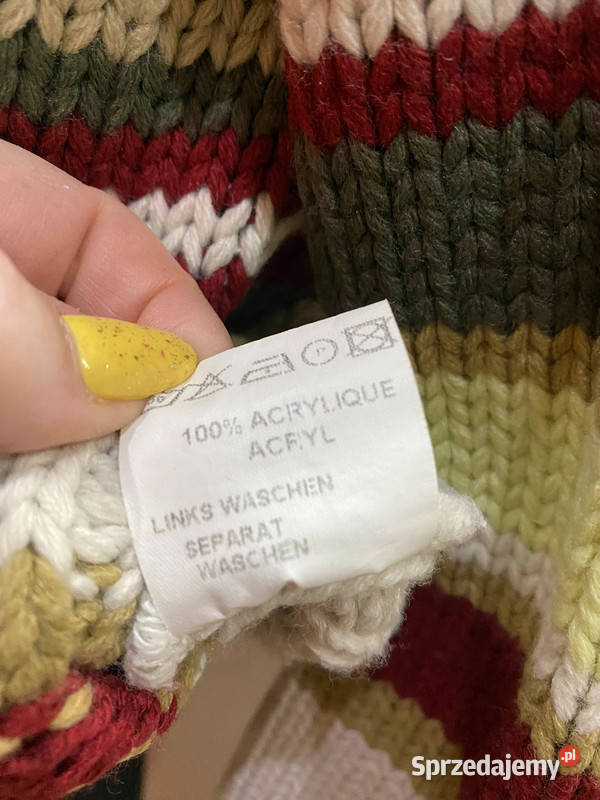 P
100% ACRYLIQUE
ACRYL
LINKS WASCHEN
SEPARAT
WASCHEN
Sprzedajemy.pl